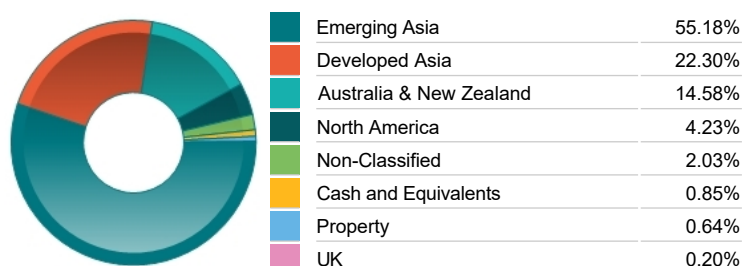 Emerging Asia 55.18%
Developed Asia 22.30%
Australia & New Zealand 14.58%
North America 4.23%
Non-Classified 2.03%
Cash and Equivalents 0.85%
Property 0.64%
UK 0.20%